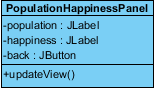 PopulationHappinessPanel
-population : JLabel
-happiness : JLabel
-back : JButton
+updateView()